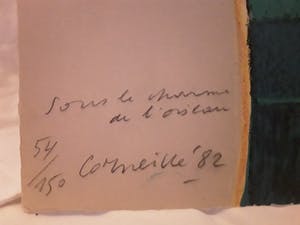 Sous le charme
de l'oiseau
54/150 Corneille '82